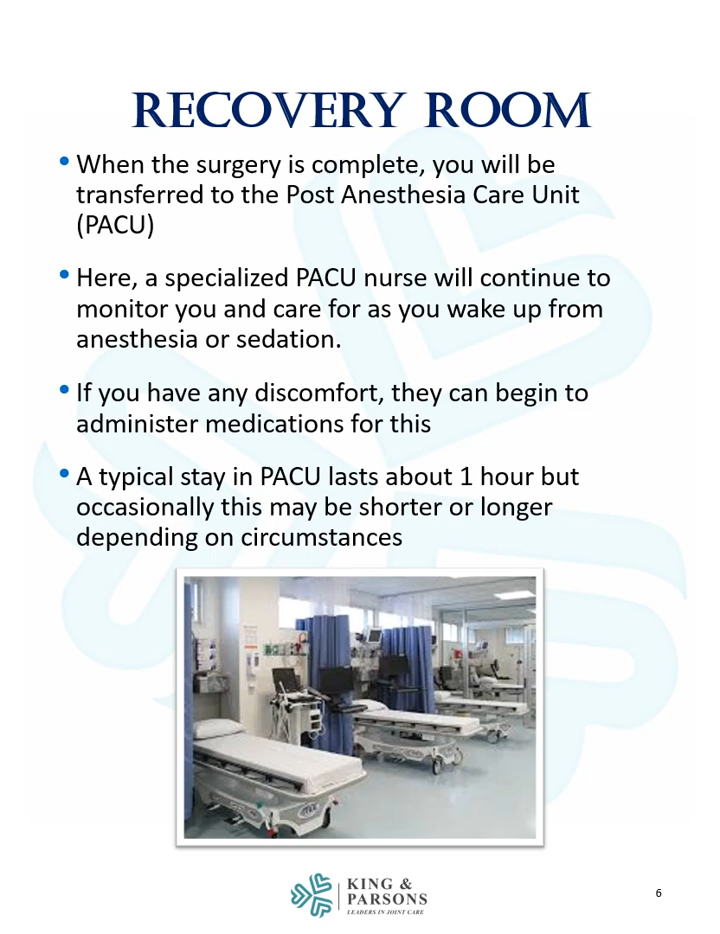 RECOVERY ROOM
• When the surgery is complete, you will be
transferred to the Post Anesthesia Care Unit
(PACU)
• Here, a specialized PACU nurse will continue to
monitor you and care for as you wake up from
anesthesia or sedation.
• If you have any discomfort, they can begin to
administer medications for this
• A typical stay in PACU lasts about 1 hour but
occasionally this may be shorter or longer
depending on circumstances
KING &
PARSONS
LEADERS IN JOINT CARE
6